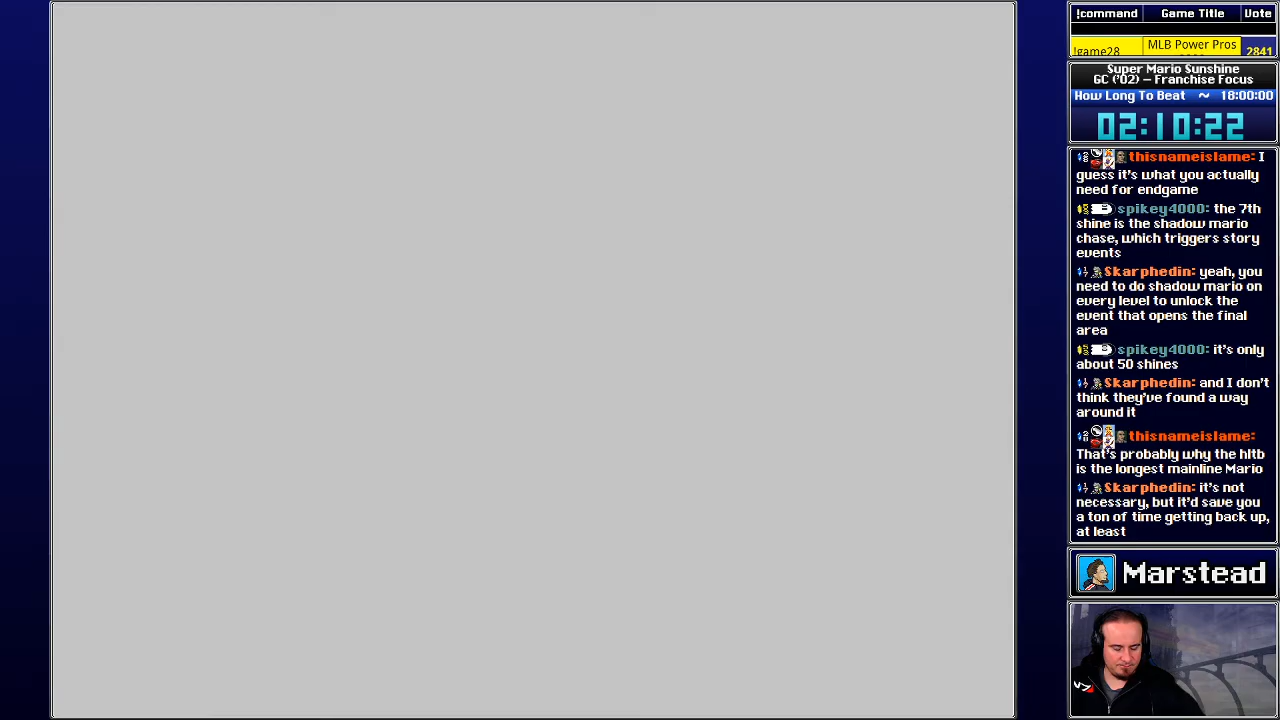 !command Game Title Vote
!game28 MLB Power Pros 2841
Super Mario Sunshine
GC ('02) – Franchise Focus
How Long To Beat ~ 18:00:00
02:10:22
thisnameislame: I
guess it's what you actually
need for endgame
spikey4000: the 7th
shine is the shadow mario
chase, which triggers story
events
Skarphedin: yeah, you
need to do shadow mario on
every level to unlock the
event that opens the final
area
spikey4000: it's only
about 50 shines
Skarphedin: and I don't
think they've found a way
around it
thisnameislame:
That's probably why the hltb
is the longest mainline Mario
Skarphedin: it's not
necessary, but it'd save you
a ton of time getting back up,
at least
Marstead